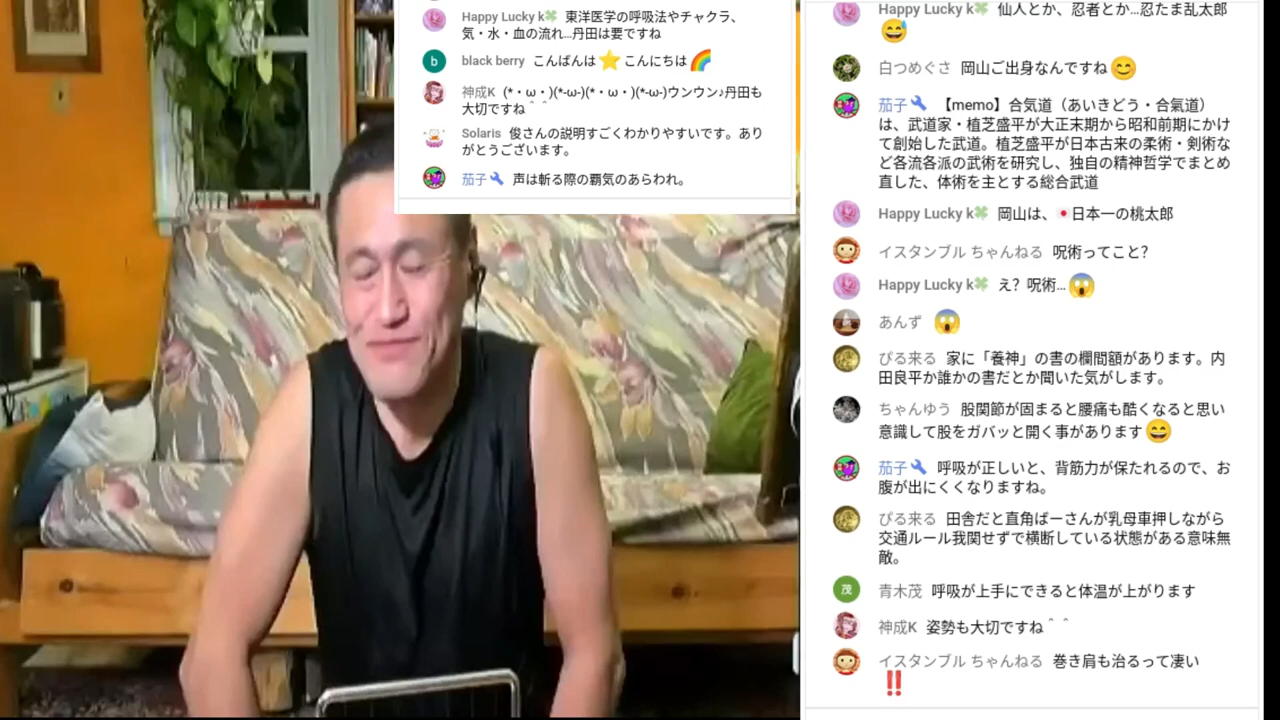 Happy Lucky k🍀 東洋医学の呼吸法やチャクラ、
気・水・血の流れ…丹田は要ですね
black berry こんばんは⭐こんにちは🌈
神成K (*・ω・)(*-ω-)(*・ω・)(*-ω-)ウンウン♪丹田も
大切ですね＾＾
Solaris 俊さんの説明すごくわかりやすいです。あり
がとうございます。
茄子🔧 声は斬る際の覇気のあらわれ。
Happy Lucky k🍀 仙人とか、忍者とか…忍たま乱太郎
😅
白つめぐさ 岡山ご出身なんですね😊
茄子🔧 【memo】合気道（あいきどう・合氣道）
は、武道家・植芝盛平が大正末期から昭和前期にかけ
て創始した武道。植芝盛平が日本古来の柔術・剣術な
ど各流各派の武術を研究し、独自の精神哲学でまとめ
直した、体術を主とする総合武道
Happy Lucky k🍀 岡山は、🇯🇵日本一の桃太郎
イスタンブル ちゃんねる 呪術ってこと?
Happy Lucky k🍀 え? 呪術…😱
あんず 😱
ぴる来る 家に「養神」の書の欄間額があります。内
田良平か誰かの書だとか聞いた気がします。
ちゃんゆう 股関節が固まると腰痛も酷くなると思い
意識して股をガバッと開く事があります😄
茄子🔧 呼吸が正しいと、背筋力が保たれるので、お
腹が出にくくなりますね。
ぴる来る 田舎だと直角ばーさんが乳母車押しながら
交通ルール我関せずで横断している状態がある意味無
敵。
茂
青木茂 呼吸が上手にできると体温が上がります
神成K 姿勢も大切ですね＾＾
イスタンブル ちゃんねる 巻き肩も治るって凄い
‼️